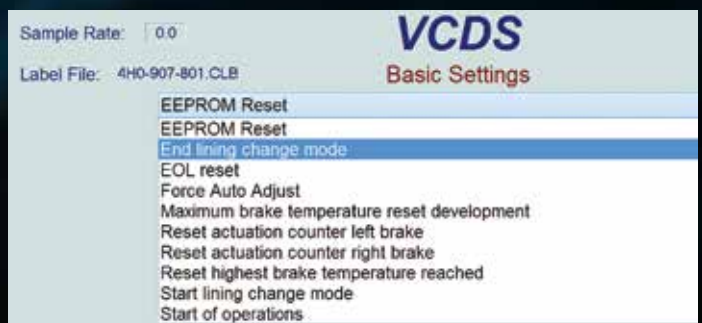 Sample Rate: 0.0
VCDS
Label File: 4H0-907-801.CLB
Basic Settings
EEPROM Reset
EEPROM Reset
End lining change mode
EOL reset
Force Auto Adjust
Maximum brake temperature reset development
Reset actuation counter left brake
Reset actuation counter right brake
Reset highest brake temperature reached
Start lining change mode
Start of operations